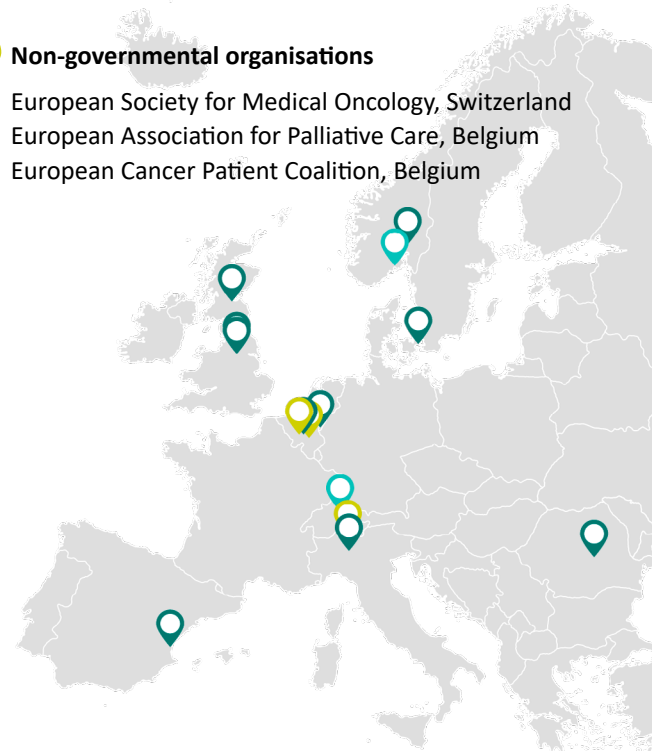 Non-governmental organisations
European Society for Medical Oncology, Switzerland
European Association for Palliative Care, Belgium
European Cancer Patient Coalition, Belgium